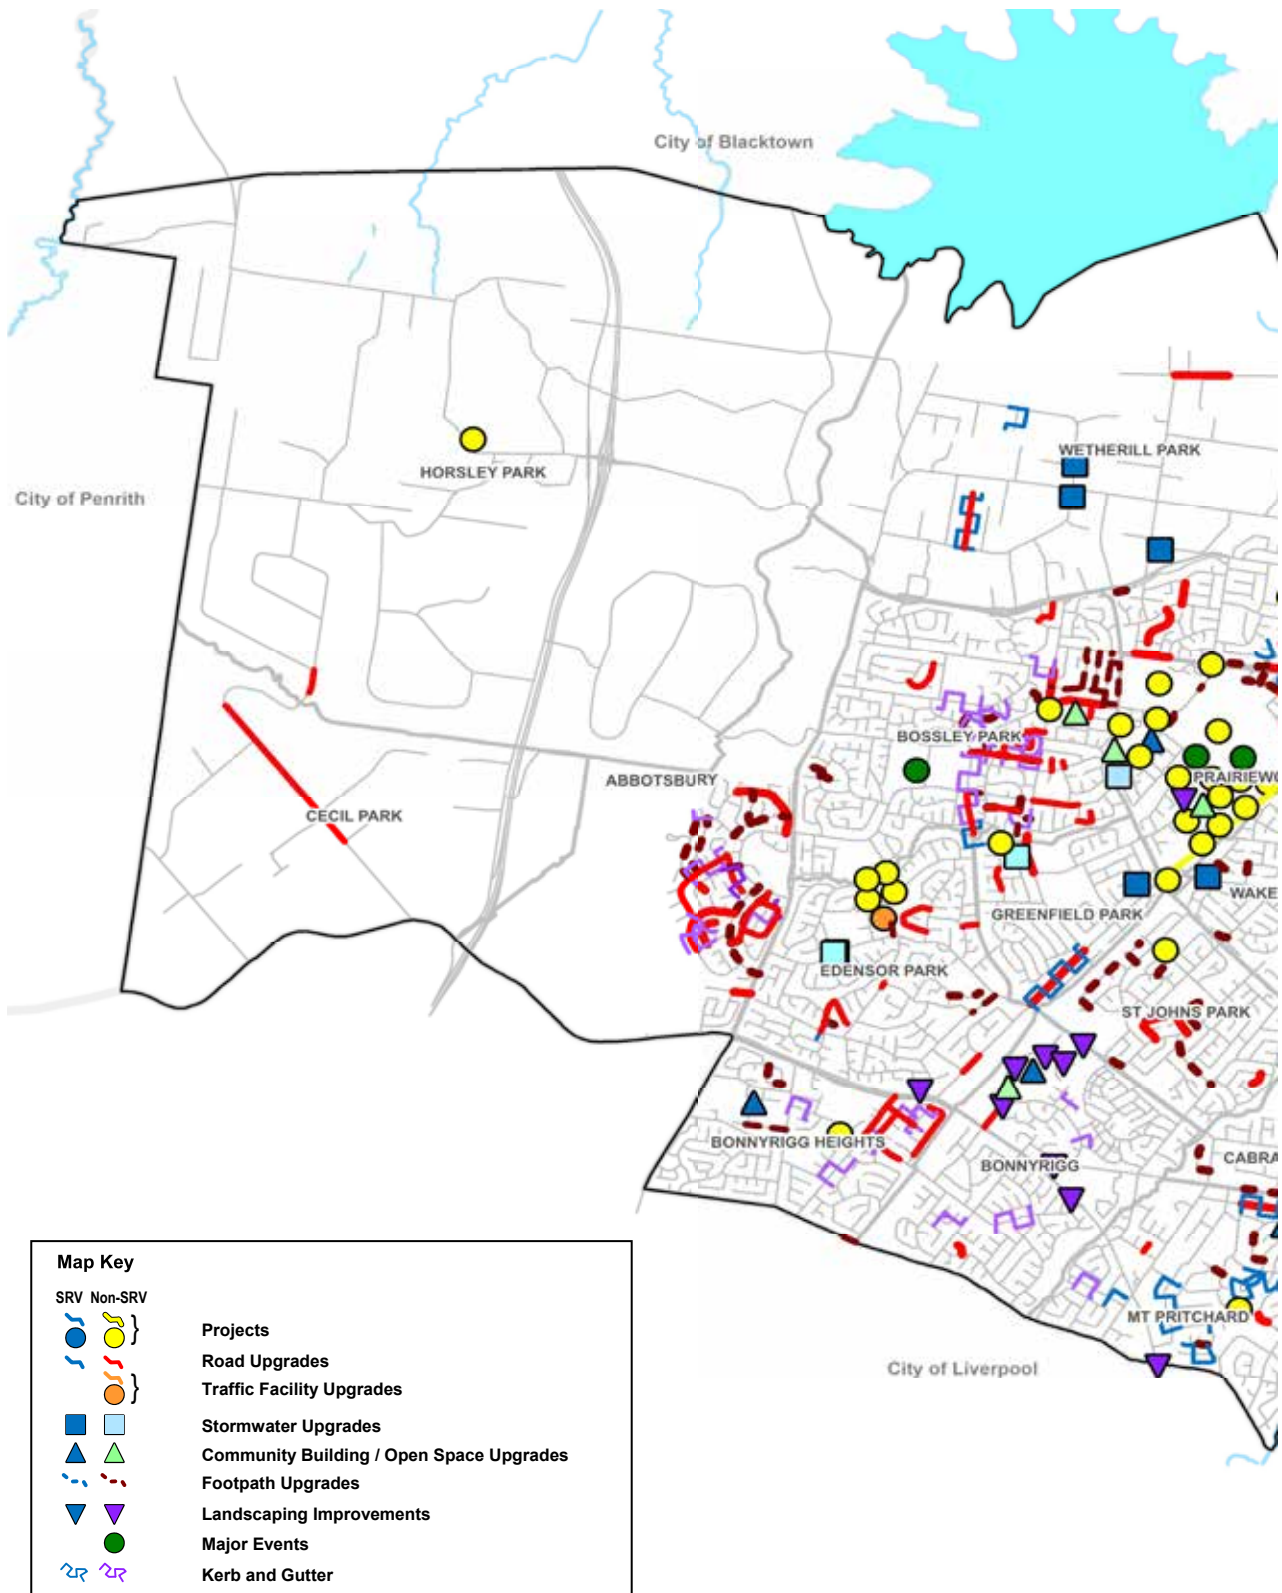 City of Blacktown
WETHERILL PARK
HORSLEY PARK
City of Penrith
BOSSLEY PARK
ABBOTSBURY
PRAIRIEWO
CECIL PARK
WAKE
GREENFIELD PARK
EDENSOR PARK
ST JOHNS PARK
BONNYRIGG HEIGHTS
CABRA
BONNYRIGG
MT PRITCHARD
City of Liverpool
Map Key
SRV Non-SRV
Projects
Road Upgrades
Traffic Facility Upgrades
Stormwater Upgrades
Community Building / Open Space Upgrades
Footpath Upgrades
Landscaping Improvements
Major Events
Kerb and Gutter